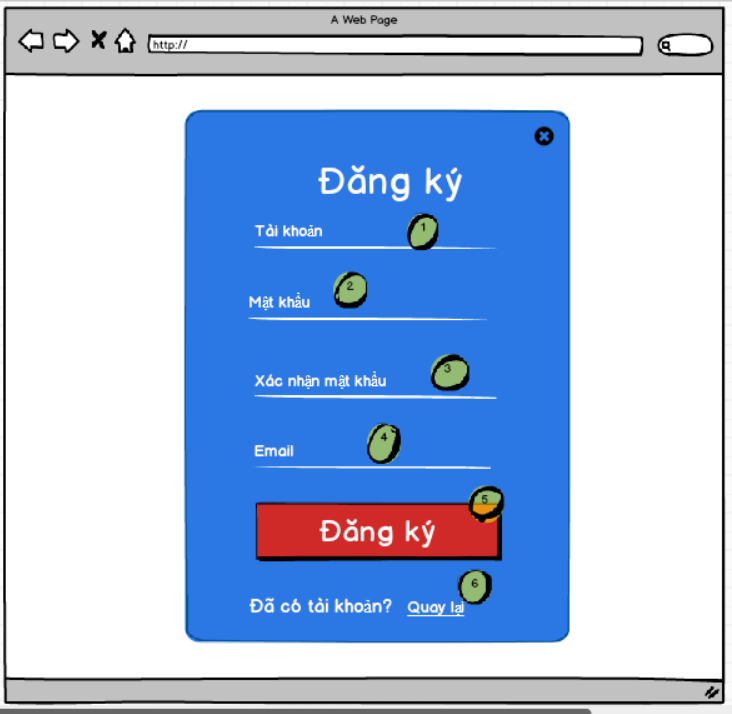 A Web Page
http://
Đăng ký
Tài khoản 1
Mật khẩu 2
Xác nhận mật khẩu 3
Email 4
5
Đăng ký
6
Đã có tài khoản? Quay lại